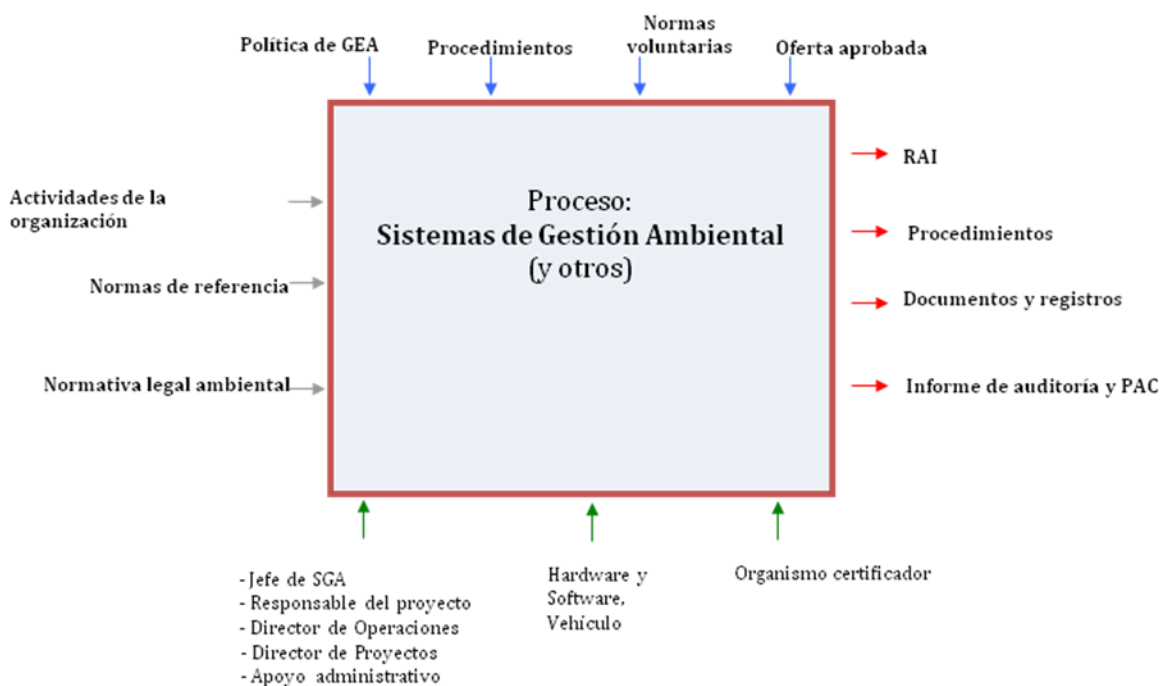 Política de GEA
Procedimientos
Normas
voluntarias
Oferta aprobada
Actividades de la
organización
Normas de referencia
Normativa legal ambiental
Proceso:
Sistemas de Gestión Ambiental
(y otros)
RAI
Procedimientos
Documentos y registros
Informe de auditoría y PAC
- Jefe de SGA
- Responsable del proyecto
- Director de Operaciones
- Director de Proyectos
- Apoyo administrativo
Hardware y
Software,
Vehículo
Organismo certificador